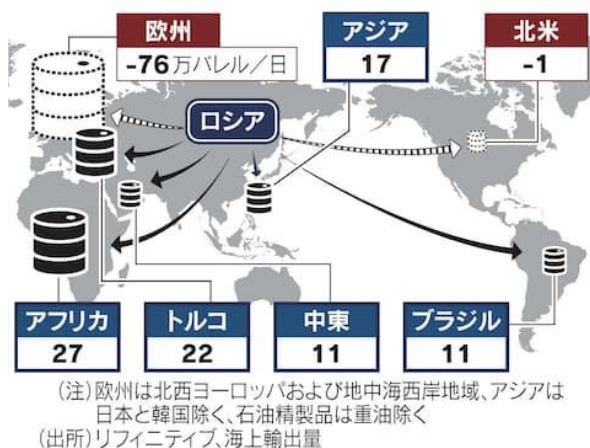 欧州
-76万バレル／日
アジア
17
北米
-1
ロシア
アフリカ
27
トルコ
22
中東
11
ブラジル
11
（注）欧州は北西ヨーロッパおよび地中海西岸地域、アジアは
日本と韓国除く、石油精製品は重油除く
（出所）リフィニティブ、海上輸出量